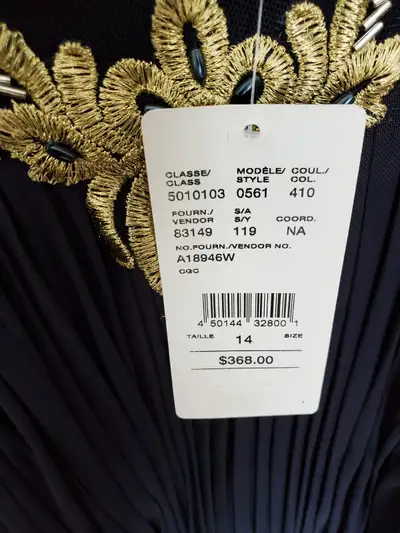 CLASSE/ MODÈLE/ COUL./
CLASS STYLE COL.
5010103 0561 410
FOURN./ S/A
VENDOR S/Y COORD.
83149 119 NA
NO.FOURN./VENDOR NO.
A18946W
CGC
4 50144 32800 1
TAILLE 14 SIZE
$368.00